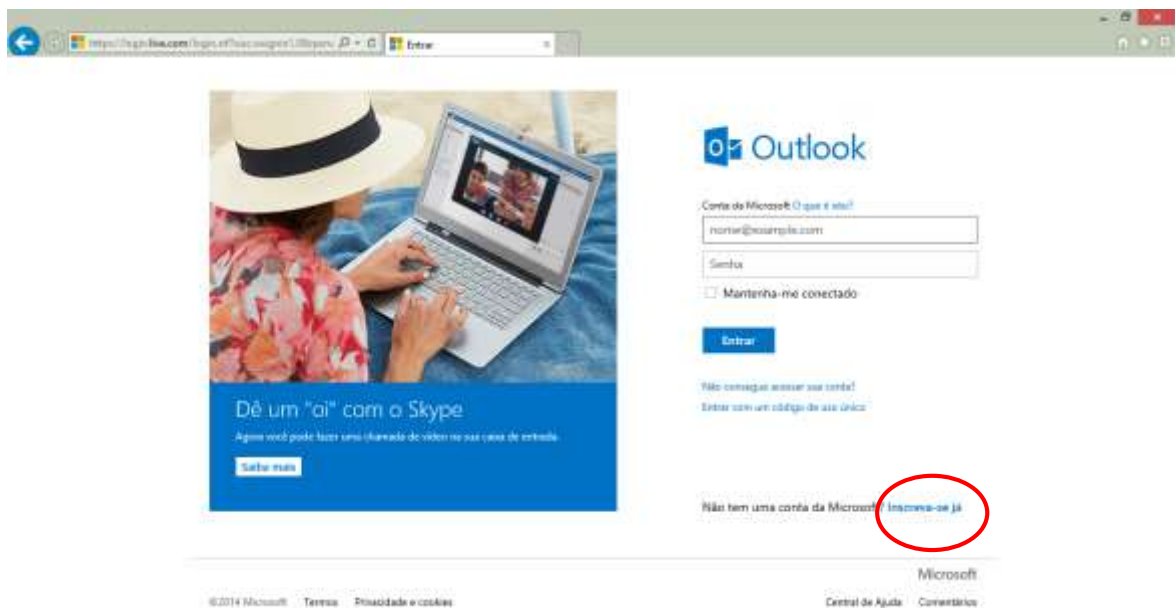 Entrar
Outlook
Conta da Microsoft O que é isto?
nome@example.com
Senha
Mantenha-me conectado
Entrar
Não consegue acessar sua conta?
Entrar com um código de uso único
Dê um "oi" com o Skype
Agora você pode fazer uma chamada de vídeo na sua caixa de entrada.
Saiba mais
Não tem uma conta da Microsoft? Inscreva-se já
Microsoft
©2014 Microsoft Termos Privacidade e cookies Central de Ajuda Comentários